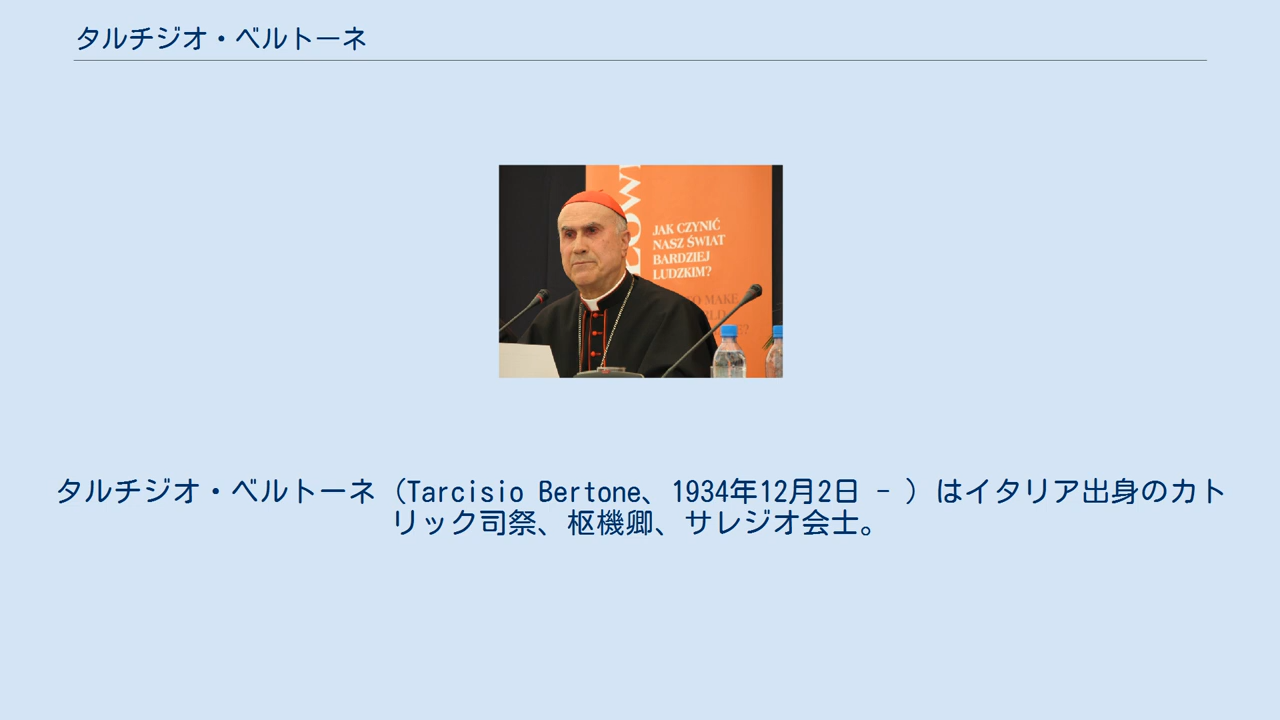 タルチジオ・ベルトーネ
JAK CZYNIĆ
NASZ ŚWIAT
BARDZIEJ
LUDZKIM?
MAKE
タルチジオ・ベルトーネ（Tarcisio Bertone、1934年12月2日 - ）はイタリア出身のカト
リック司祭、枢機卿、サレジオ会士。